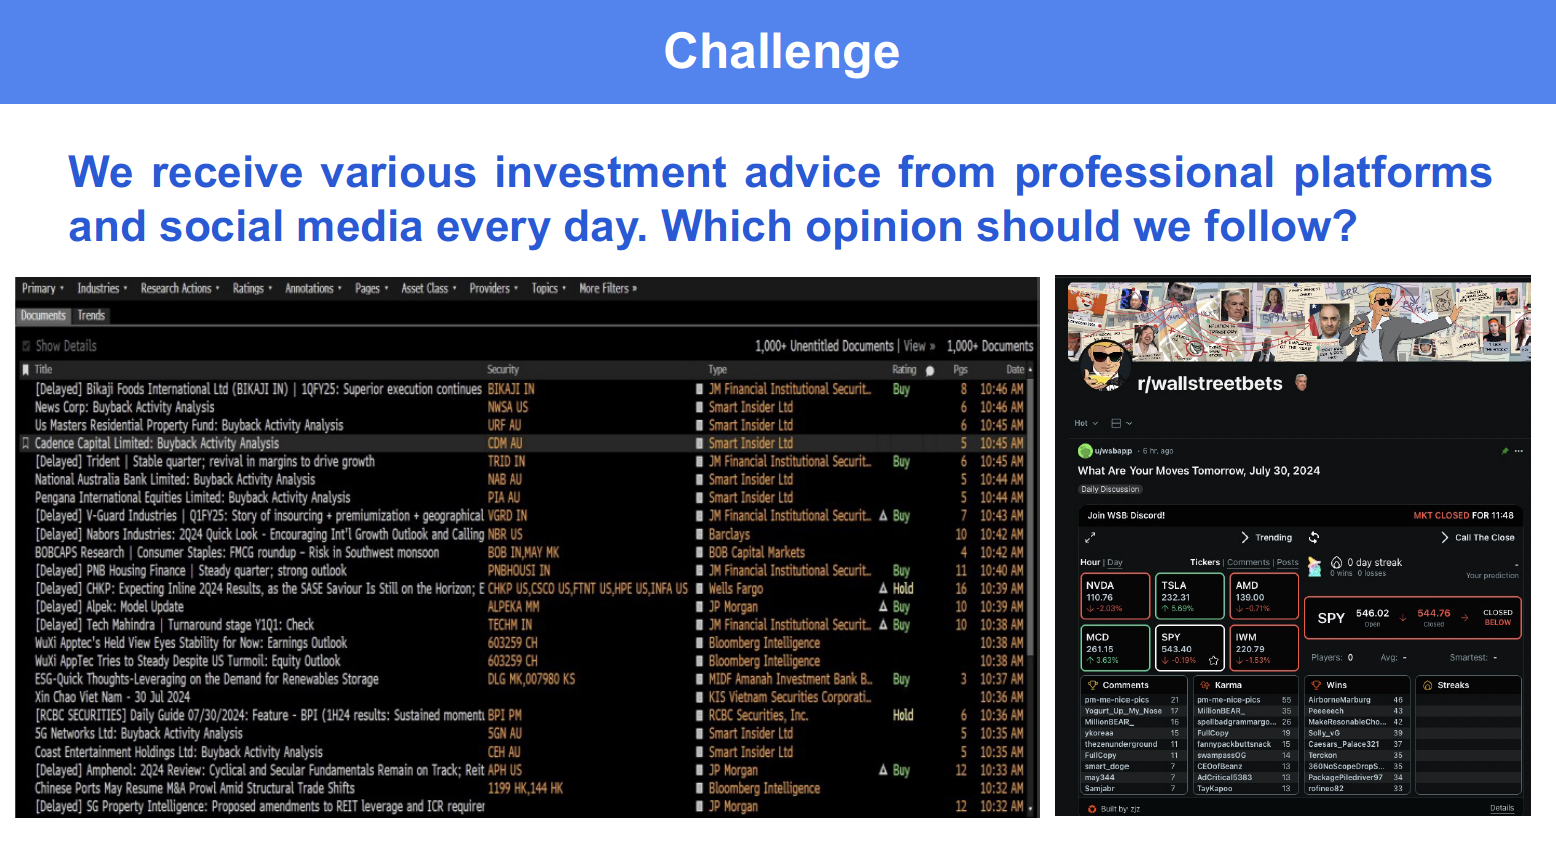 Challenge
We receive various investment advice from professional platforms
and social media every day. Which opinion should we follow?
Primary Industries Research Actions Ratings Annotations Pages Asset Class Providers Topics More Filters »
Documents Trends
Show Details 1,000+ Unentitled Documents | View » 1,000+ Documents
Title Security Type Rating Pgs Date
[Delayed] Bikaji Foods International Ltd (BIKAJI IN) | 1QFY25: Superior execution continues BIKAJI IN JM Financial Institutional Securit.. Buy 8 10:46 AM
News Corp: Buyback Activity Analysis NWSA US Smart Insider Ltd 6 10:46 AM
Us Masters Residential Property Fund: Buyback Activity Analysis URF AU Smart Insider Ltd 6 10:45 AM
Cadence Capital Limited: Buyback Activity Analysis CDM AU Smart Insider Ltd 5 10:45 AM
[Delayed] Trident | Stable quarter; revival in margins to drive growth TRID IN JM Financial Institutional Securit.. Buy 6 10:45 AM
National Australia Bank Limited: Buyback Activity Analysis NAB AU Smart Insider Ltd 5 10:44 AM
Pengana International Equities Limited: Buyback Activity Analysis PIA AU Smart Insider Ltd 5 10:44 AM
[Delayed] V-Guard Industries | Q1FY25: Story of insourcing + premiumization + geographical VGRD IN JM Financial Institutional Securit.. Buy 7 10:43 AM
[Delayed] Nabors Industries: 2Q24 Quick Look - Encouraging Int'l Growth Outlook and Calling NBR US Barclays 10 10:42 AM
BOBCAPS Research | Consumer Staples: FMCG roundup – Risk in Southwest monsoon BOB IN,MAY MK BOB Capital Markets 4 10:42 AM
[Delayed] PNB Housing Finance | Steady quarter; strong outlook PNBHOUSI IN JM Financial Institutional Securit.. Buy 11 10:40 AM
[Delayed] CHKP: Expecting Inline 2Q24 Results, as the SASE Saviour Is Still on the Horizon; E CHKP US,CSCO US,FTNT US,HPE US,INFA US Wells Fargo Hold 16 10:39 AM
[Delayed] Alpek: Model Update ALPEKA MM JP Morgan Buy 10 10:39 AM
[Delayed] Tech Mahindra | Turnaround stage Y1Q1: Check TECHM IN JM Financial Institutional Securit.. Buy 10 10:38 AM
WuXi Apptec's Held View Eyes Stability for Now: Earnings Outlook 603259 CH Bloomberg Intelligence 10:38 AM
WuXi AppTec Tries to Steady Despite US Turmoil: Equity Outlook 603259 CH Bloomberg Intelligence 10:38 AM
ESG-Quick Thoughts-Leveraging on the Demand for Renewables Storage DLG MK,007980 KS MIDF Amanah Investment Bank B.. Buy 3 10:37 AM
Xin Chao Viet Nam - 30 Jul 2024 KIS Vietnam Securities Corporati.. 10:36 AM
[RCBC SECURITIES] Daily Guide 07/30/2024: Feature - BPI (1H24 results: Sustained moment BPI PM RCBC Securities, Inc. Hold 6 10:36 AM
5G Networks Ltd: Buyback Activity Analysis 5GN AU Smart Insider Ltd 5 10:35 AM
Coast Entertainment Holdings Ltd: Buyback Activity Analysis CEH AU Smart Insider Ltd 5 10:35 AM
[Delayed] Amphenol: 2Q24 Review: Cyclical and Secular Fundamentals Remain on Track; Reit APH US JP Morgan Buy 12 10:33 AM
Chinese Ports May Resume M&A Prowl Amid Structural Trade Shifts 1199 HK,144 HK Bloomberg Intelligence 10:32 AM
[Delayed] SG Property Intelligence: Proposed amendments to REIT leverage and ICR requirer JP Morgan 12 10:32 AM
r/wallstreetbets
Hot
u/wsbapp · 6 hr. ago
What Are Your Moves Tomorrow, July 30, 2024
Daily Discussion
Join WSB Discord! MKT CLOSED FOR 11:48
Trending Call The Close
Hour | Day Tickers | Comments | Posts
0 day streak -
0 wins 0 losses Your prediction
NVDA TSLA AMD
110.76 232.31 139.00
↓ -2.03% ↑ 5.69% ↓ -0.71%
SPY 546.02 ↓ 544.76 → CLOSED
Open Closed BELOW
MCD SPY IWM
261.15 543.40 220.79
↑ 3.63% ↓ -0.19% ↓ -1.53%
Players: 0 Avg: - Smartest: -
Comments Karma Wins Streaks
pm-me-nice-pics 21 pm-me-nice-pics 55 AirborneMarburg 46
Yogurt_Up_My_Nose 17 MillionBEAR_ 35 Peeeeech 43
MillionBEAR_ 16 spellbadgrammargo... 26 MakeResonableCho... 42
ykoreaa 15 FullCopy 19 Solly_vG 39
thezenunderground 11 fannypackbuttsnack 15 Caesars_Palace321 37
FullCopy 11 swampassOG 14 Terckon 35
smart_doge 7 CEOofBeanz 13 360NoScopeDropS... 35
may344 7 AdCritical5383 13 PackagePiledriver97 34
Samjabr 7 TayKapoo 13 rofineo82 33
Built by: zjz Details